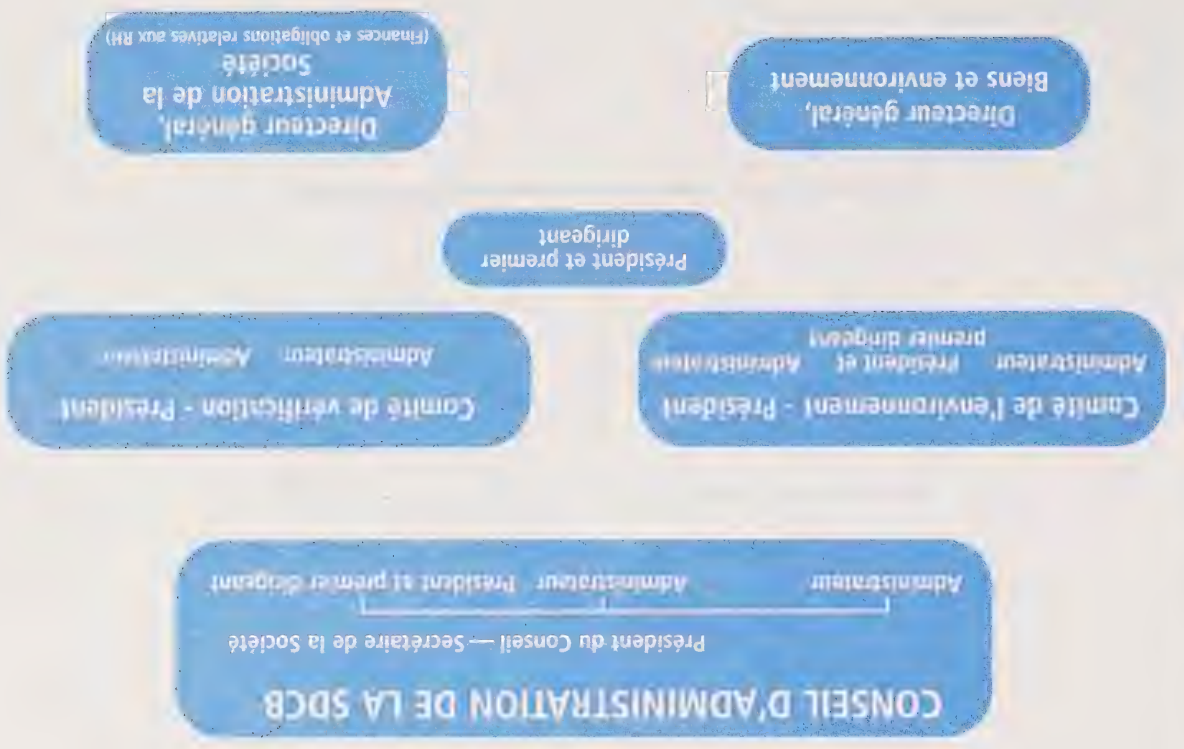 CONSEIL D'ADMINISTRATION DE LA SDCB
Président du Conseil — Secrétaire de la Société
Administrateur Administrateur Président et premier dirigeant
Comité de l'environnement - Président
Administrateur Président et Administrateur
premier dirigeant
Comité de vérification - Président
Administrateur Administrateur
Président et premier
dirigeant
Directeur général,
Biens et environnement
Directeur général,
Administration de la
Société
(Finances et obligations relatives aux RH)